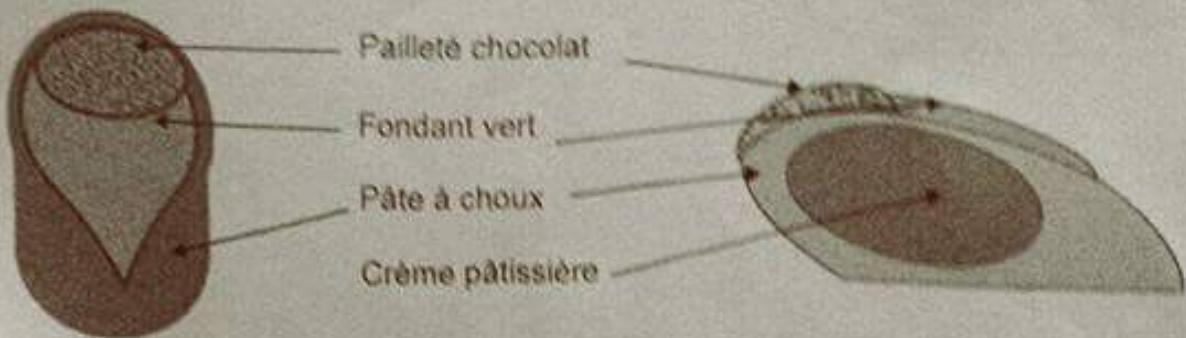 Pailleté chocolat
Fondant vert
Pâte à choux
Crème pâtissière